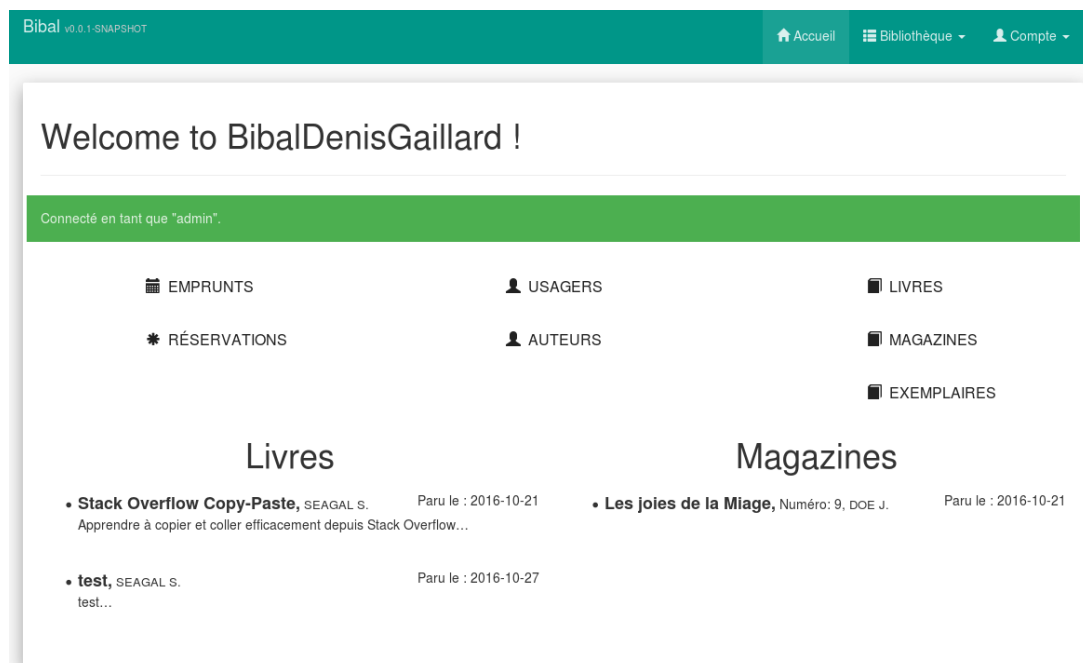 Bibal v0.0.1-SNAPSHOT
Accueil Bibliothèque Compte
Welcome to BibalDenisGaillard !
Connecté en tant que "admin".
EMPRUNTS USAGERS LIVRES
RÉSERVATIONS AUTEURS MAGAZINES
EXEMPLAIRES
Livres Magazines
• Stack Overflow Copy-Paste, SEAGAL S. Paru le : 2016-10-21
Apprendre à copier et coller efficacement depuis Stack Overflow…
• test, SEAGAL S. Paru le : 2016-10-27
test…
• Les joies de la Miage, Numéro: 9, DOE J. Paru le : 2016-10-21